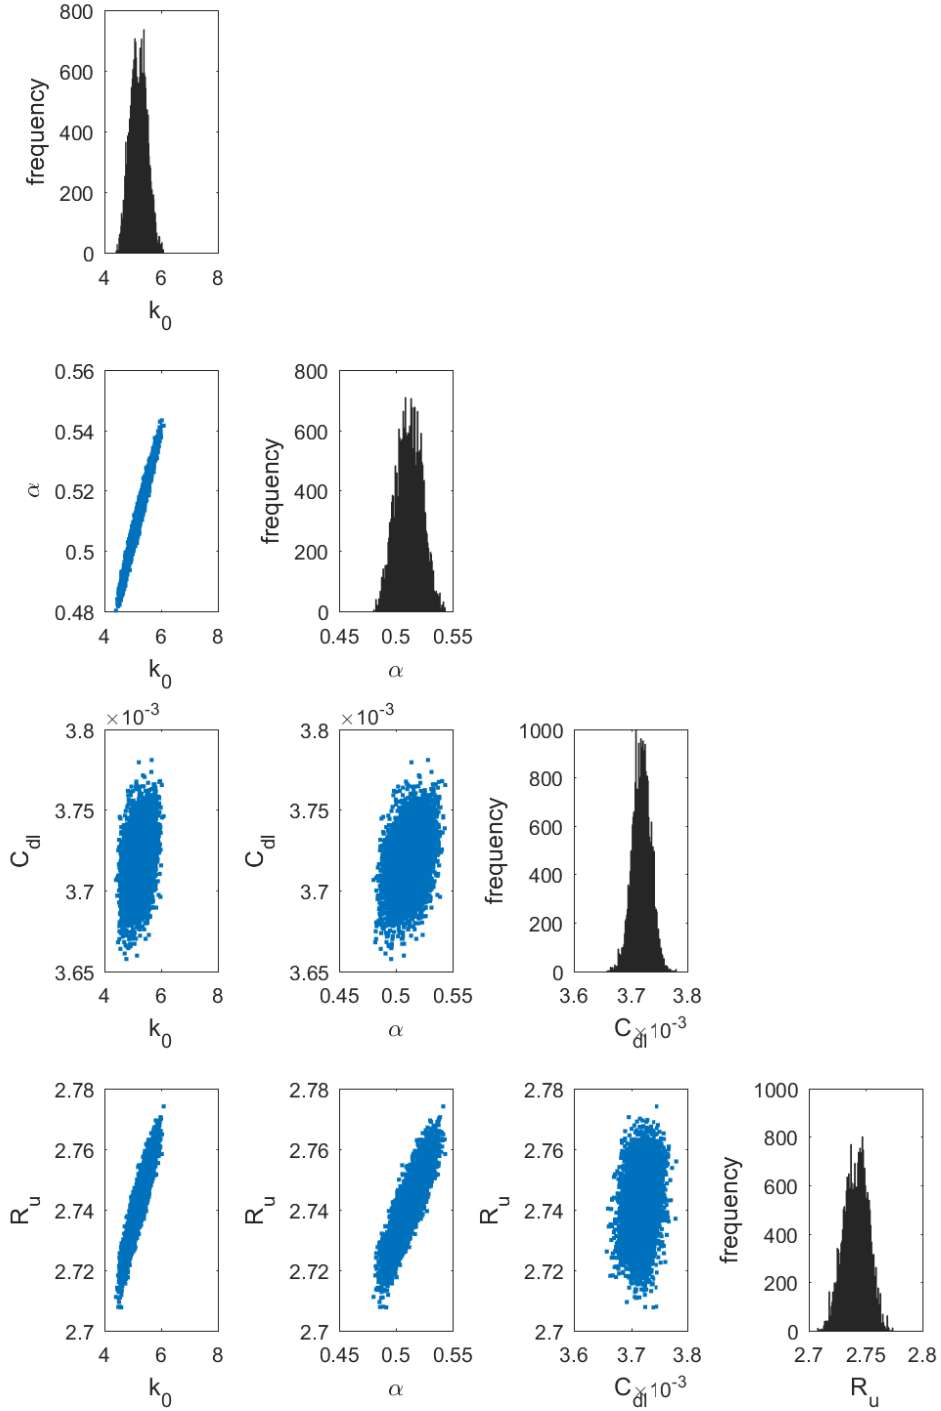 800
600
400
200
0
frequency
4 6 8
k0
0.56
0.54
0.52
0.5
0.48
α
4 6 8
k0
800
600
400
200
0
frequency
0.45 0.5 0.55
α
×10-3
3.8
3.75
3.7
3.65
Cdl
4 6 8
k0
×10-3
3.8
3.75
3.7
3.65
Cdl
0.45 0.5 0.55
α
1000
800
600
400
200
0
frequency
3.6 3.7 3.8
Cdl ×10-3
2.78
2.76
2.74
2.72
2.7
Ru
4 6 8
k0
2.78
2.76
2.74
2.72
2.7
Ru
0.45 0.5 0.55
α
2.78
2.76
2.74
2.72
2.7
Ru
3.6 3.7 3.8
Cdl ×10-3
1000
800
600
400
200
0
frequency
2.7 2.75 2.8
Ru